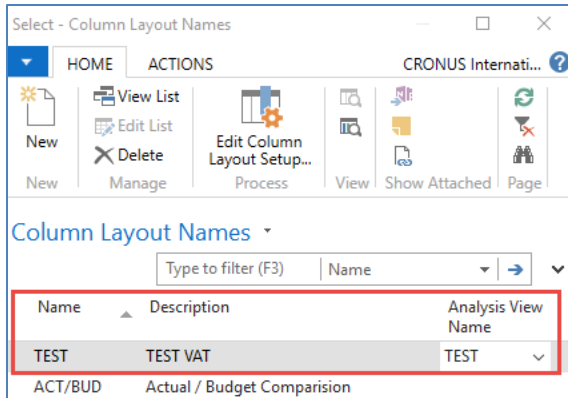 Select - Column Layout Names
HOME ACTIONS CRONUS Internati... ?
New
View List
Edit List
Delete
Edit Column
Layout Setup...
New Manage Process View Show Attached Page
Column Layout Names
Type to filter (F3) Name
Name Description Analysis View
Name
TEST TEST VAT TEST
ACT/BUD Actual / Budget Comparision